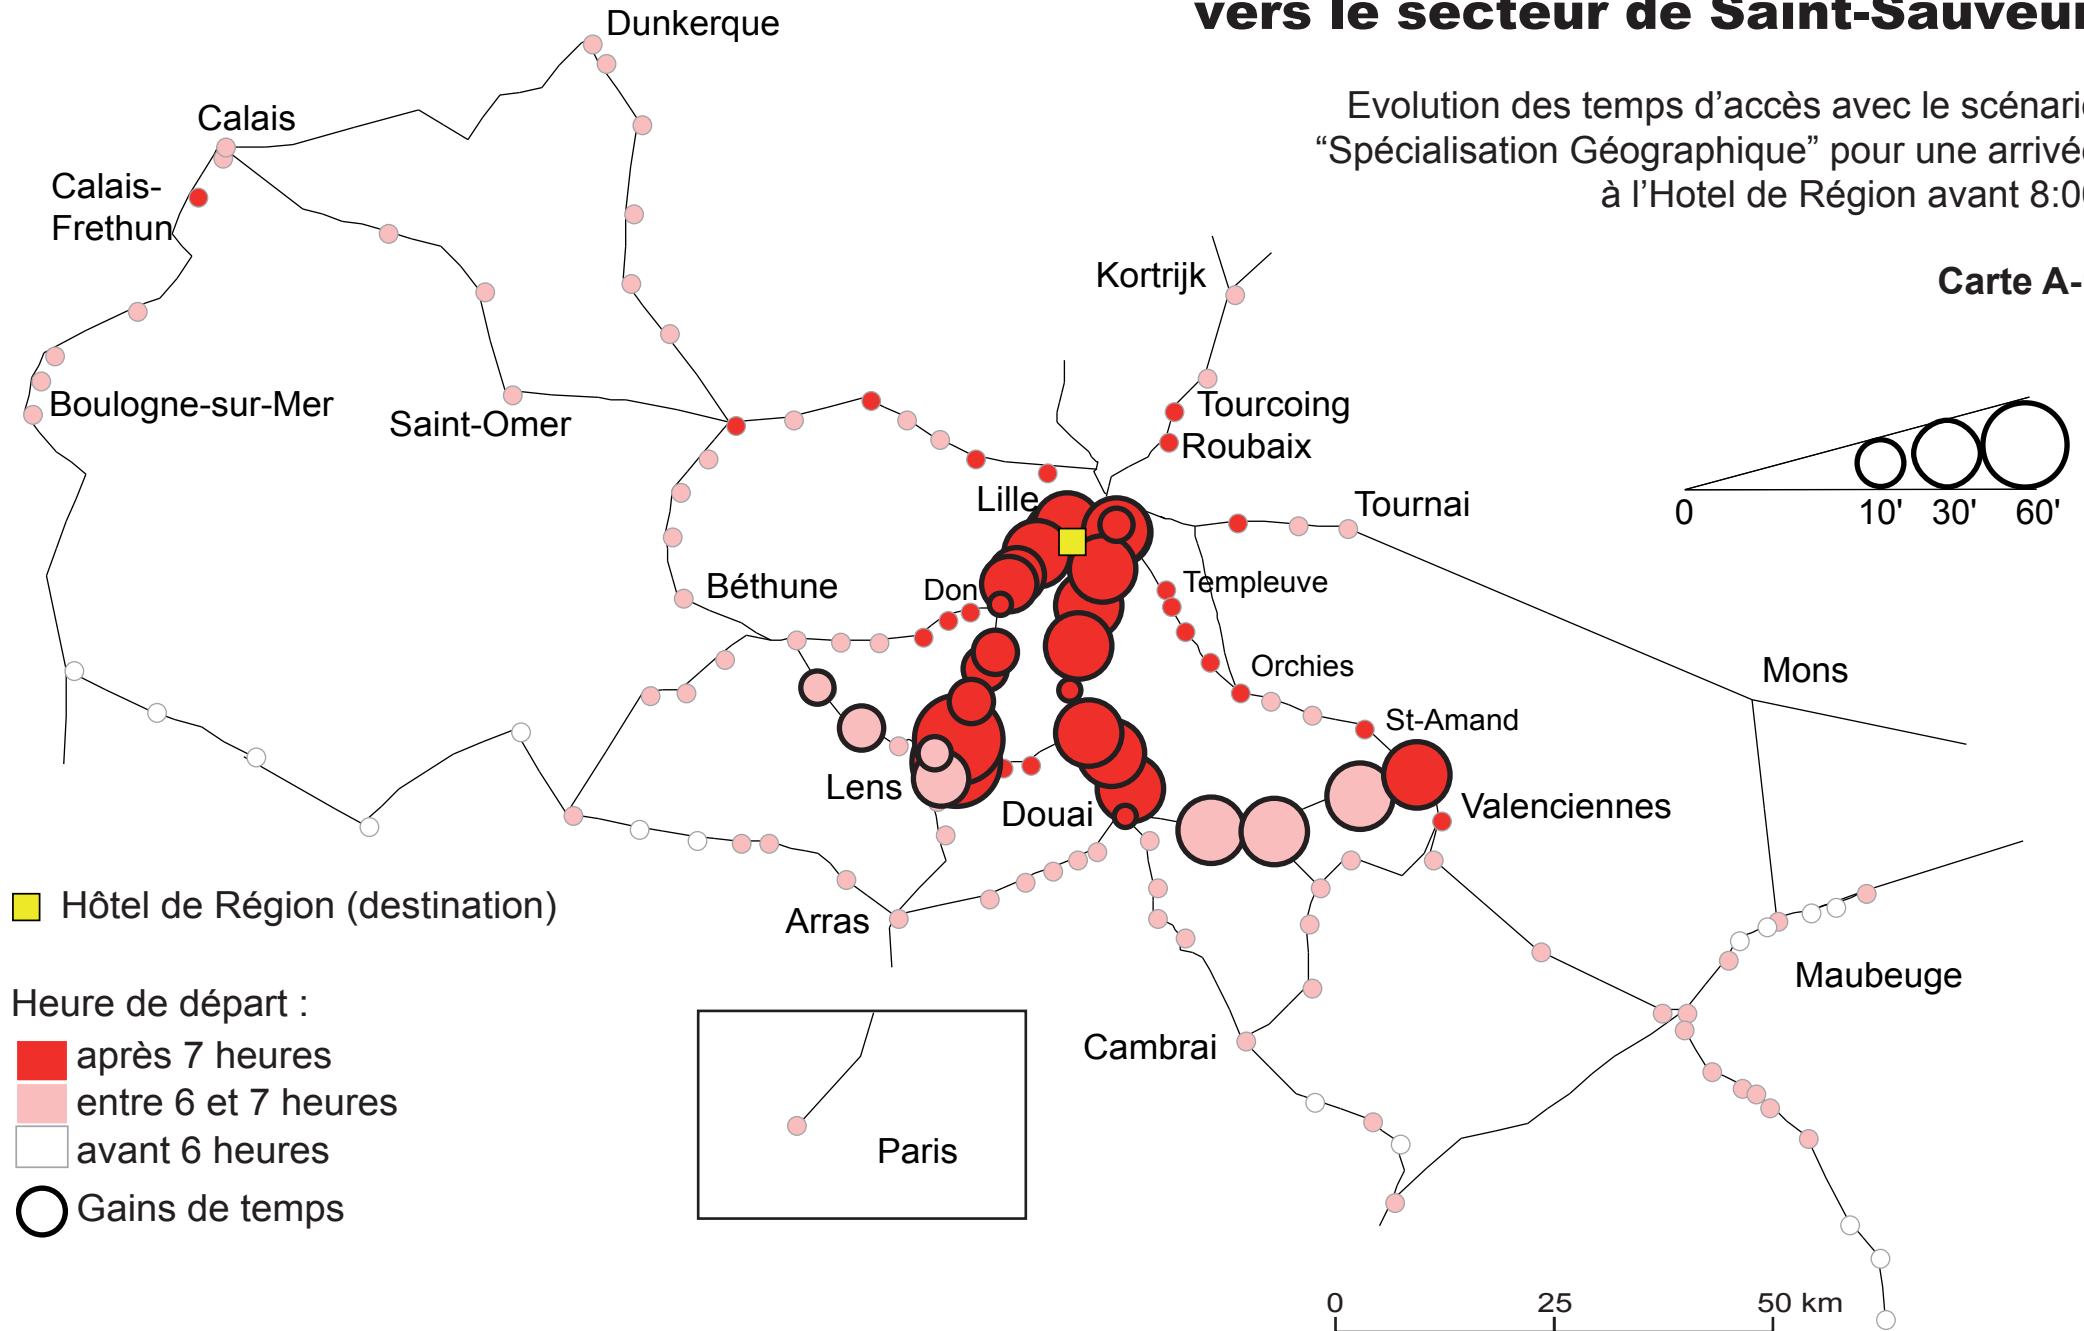 vers le secteur de Saint-Sauveur
Evolution des temps d’accès avec le scénario
“Spécialisation Géographique” pour une arrivée
à l’Hotel de Région avant 8:00
Carte A-
Dunkerque
Calais
Calais-
Frethun
Kortrijk
Boulogne-sur-Mer
Saint-Omer
Tourcoing
Roubaix
Lille
Tournai
0 10' 30' 60'
Béthune
Don
Templeuve
Orchies
Mons
St-Amand
Lens
Douai
Valenciennes
Arras
Maubeuge
Cambrai
Paris
Hôtel de Région (destination)
Heure de départ :
après 7 heures
entre 6 et 7 heures
avant 6 heures
Gains de temps
0 25 50 km